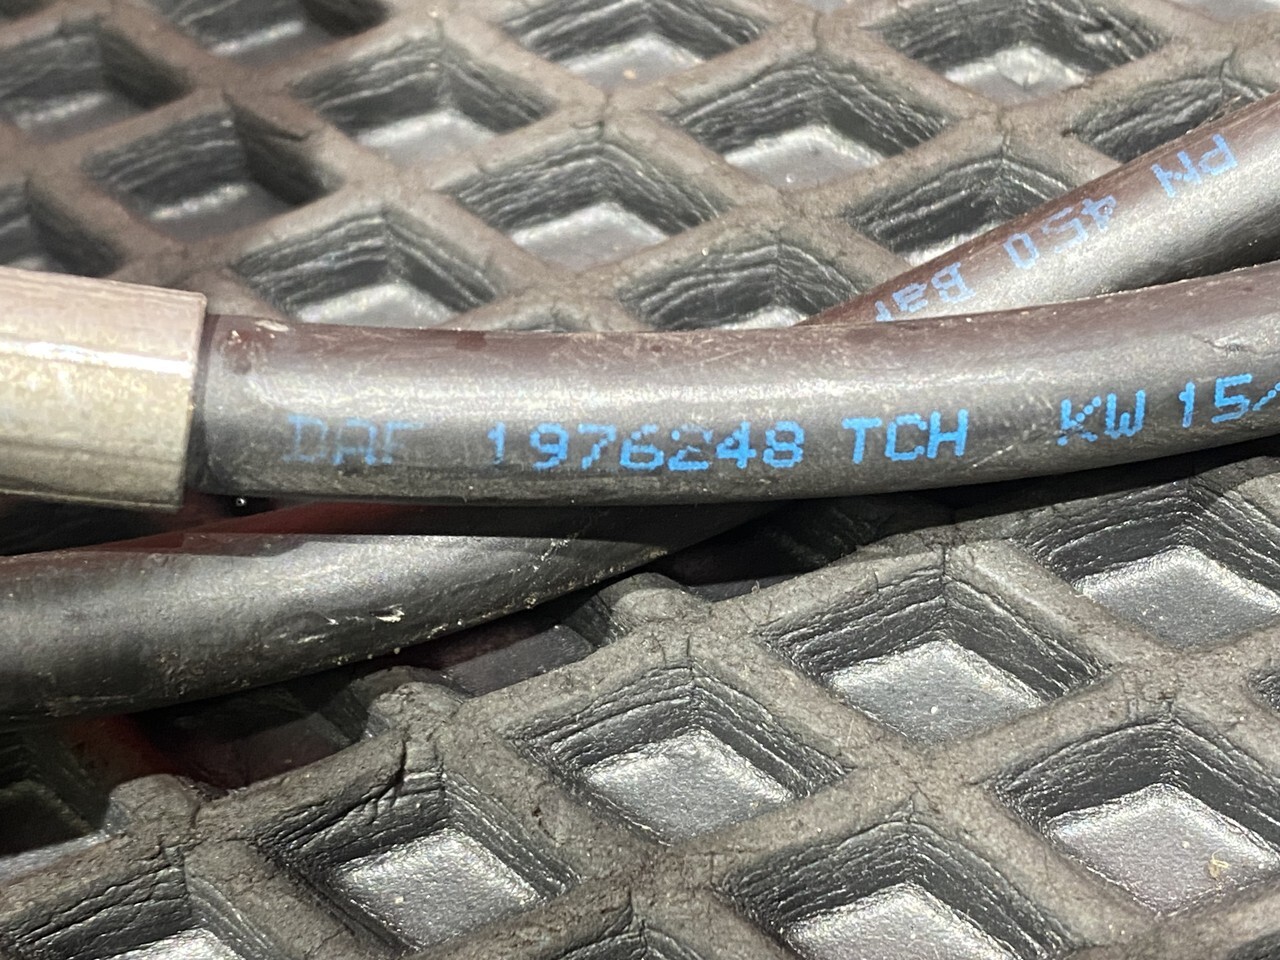 PN 450 Bar
DAF 1976248 TCH KW 15/